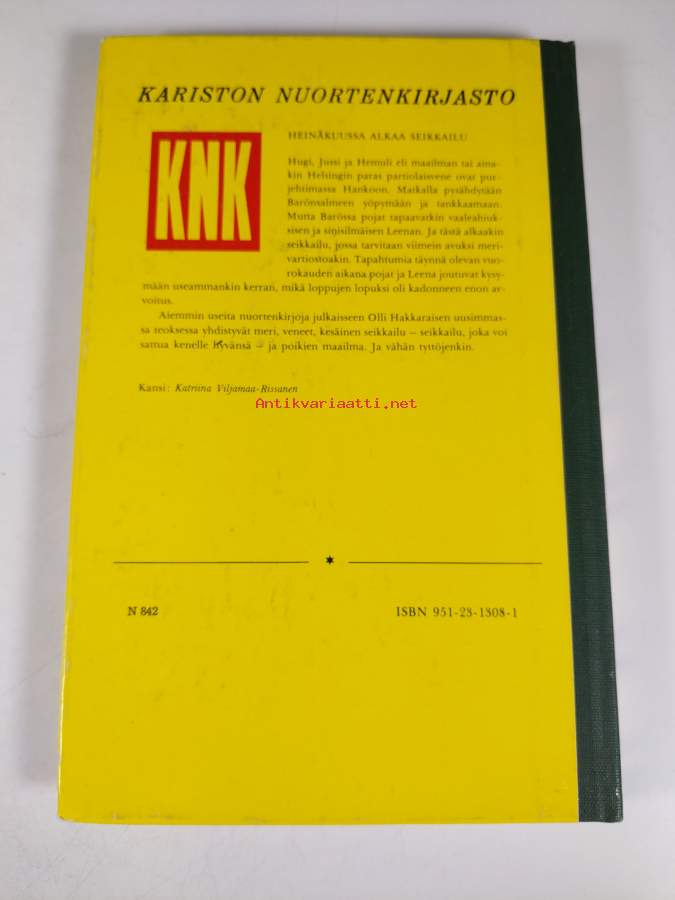 KARISTON NUORTENKIRJASTO
KNK
HEINÄKUUSSA ALKAA SEIKKAILU
Hugi, Jussi ja Hemuli eli maailman tai aina-
kin Helsingin paras partiolaisvene ovat pur-
jehtimassa Hankoon. Matkalla pysähdytään
Barönsalmeen yöpymään ja tankkaamaan.
Mutta Barössa pojat tapaavatkin vaaleahiuk-
sisen ja sinisilmäisen Leenan. Ja tästä alkaakin
seikkailu, jossa tarvitaan viimein avuksi meri-
vartiostoakin. Tapahtumia täynnä olevan vuo-
rokauden aikana pojat ja Leena joutuvat kysy-
mään useammankin kerran, mikä loppujen lopuksi oli kadonneen enon ar-
voitus.
Aiemmin useita nuortenkirjoja julkaisseen Olli Hakkaraisen uusimmas-
sa teoksessa yhdistyvät meri, veneet, kesäinen seikkailu – seikkailu, joka voi
sattua kenelle hyvänsä – ja poikien maailma. Ja vähän tyttöjenkin.
Kansi: Katriina Viljamaa-Rissanen
Antikvariaatti.net
N 842
ISBN 951-23-1308-1